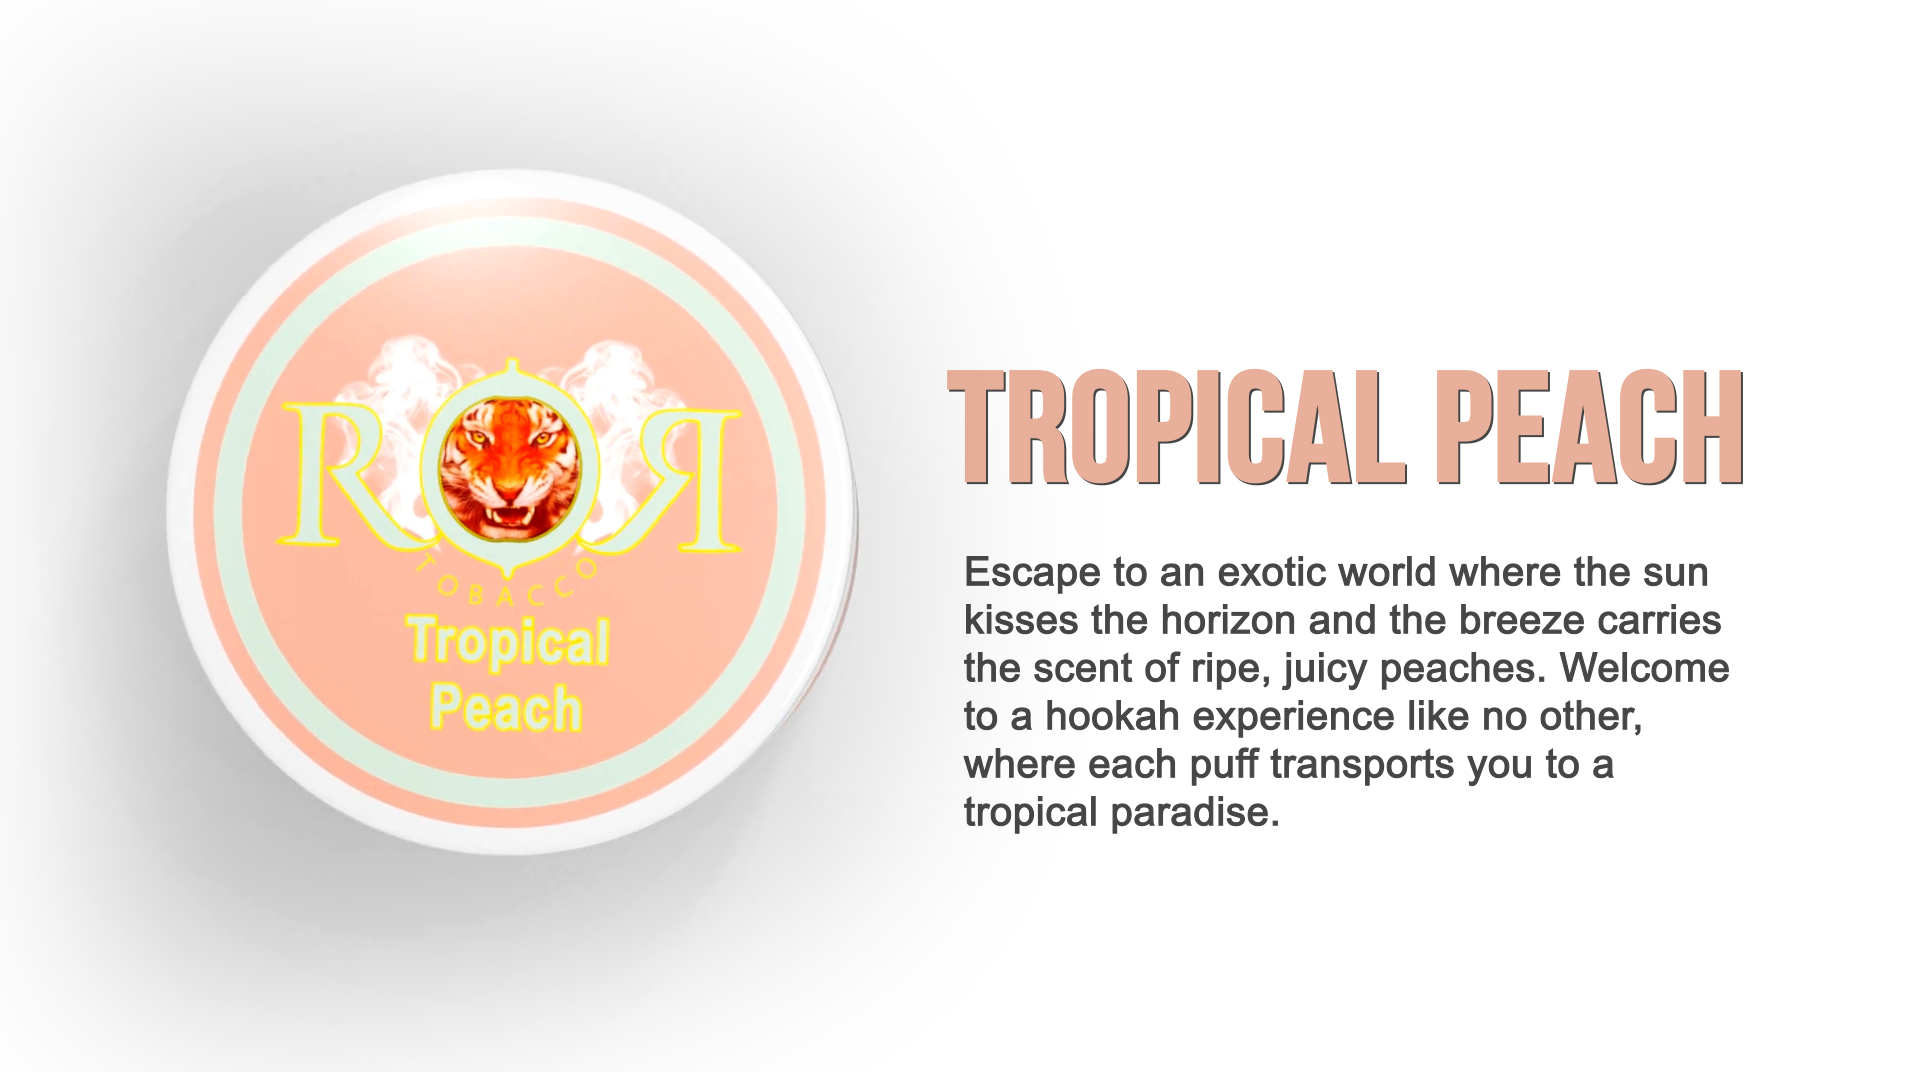 ROЯ
TOBACCO
Tropical
Peach
TROPICAL PEACH
Escape to an exotic world where the sun
kisses the horizon and the breeze carries
the scent of ripe, juicy peaches. Welcome
to a hookah experience like no other,
where each puff transports you to a
tropical paradise.